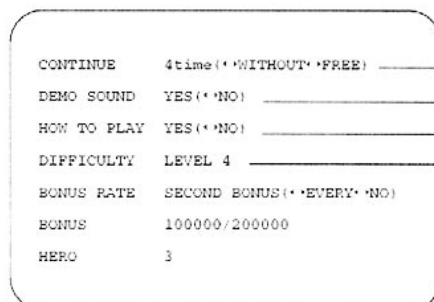 CONTINUE 4time(••WITHOUT••FREE)
DEMO SOUND YES(••NO)
HOW TO PLAY YES(••NO)
DIFFICULTY LEVEL 4
BONUS RATE SECOND BONUS(••EVERY••NO)
BONUS 100000/200000
HERO 3